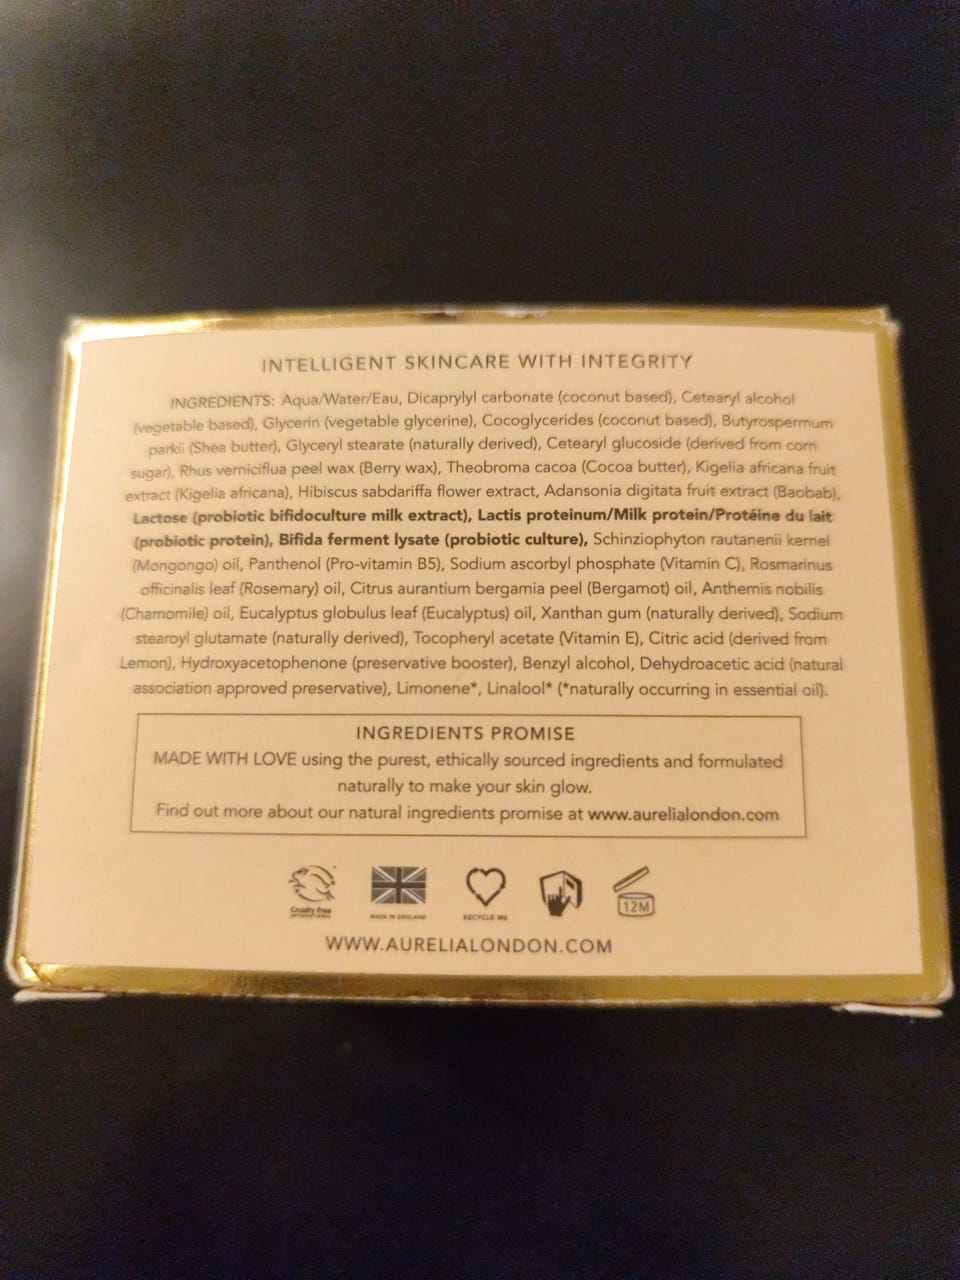 INTELLIGENT SKINCARE WITH INTEGRITY
INGREDIENTS: Aqua/Water/Eau, Dicaprylyl carbonate (coconut based), Cetearyl alcohol
(vegetable based), Glycerin (vegetable glycerine), Cocoglycerides (coconut based), Butyrospermum
parkii (Shea butter), Glyceryl stearate (naturally derived), Cetearyl glucoside (derived from corn
sugar), Rhus verniciflua peel wax (Berry wax), Theobroma cacoa (Cocoa butter), Kigelia africana fruit
extract (Kigelia africana), Hibiscus sabdariffa flower extract, Adansonia digitata fruit extract (Baobab),
Lactose (probiotic bifidoculture milk extract), Lactis proteinum/Milk protein/Protéine du lait
(probiotic protein), Bifida ferment lysate (probiotic culture), Schinziophyton rautanenii kernel
(Mongongo) oil, Panthenol (Pro-vitamin B5), Sodium ascorbyl phosphate (Vitamin C), Rosmarinus
officinalis leaf (Rosemary) oil, Citrus aurantium bergamia peel (Bergamot) oil, Anthemis nobilis
(Chamomile) oil, Eucalyptus globulus leaf (Eucalyptus) oil, Xanthan gum (naturally derived), Sodium
stearoyl glutamate (naturally derived), Tocopheryl acetate (Vitamin E), Citric acid (derived from
Lemon), Hydroxyacetophenone (preservative booster), Benzyl alcohol, Dehydroacetic acid (natural
association approved preservative), Limonene*, Linalool* (*naturally occurring in essential oil).
INGREDIENTS PROMISE
MADE WITH LOVE using the purest, ethically sourced ingredients and formulated
naturally to make your skin glow.
Find out more about our natural ingredients promise at www.aurelialondon.com
Cruelty Free
INTERNATIONAL
MADE IN ENGLAND
RECYCLE ME
12M
WWW.AURELIALONDON.COM